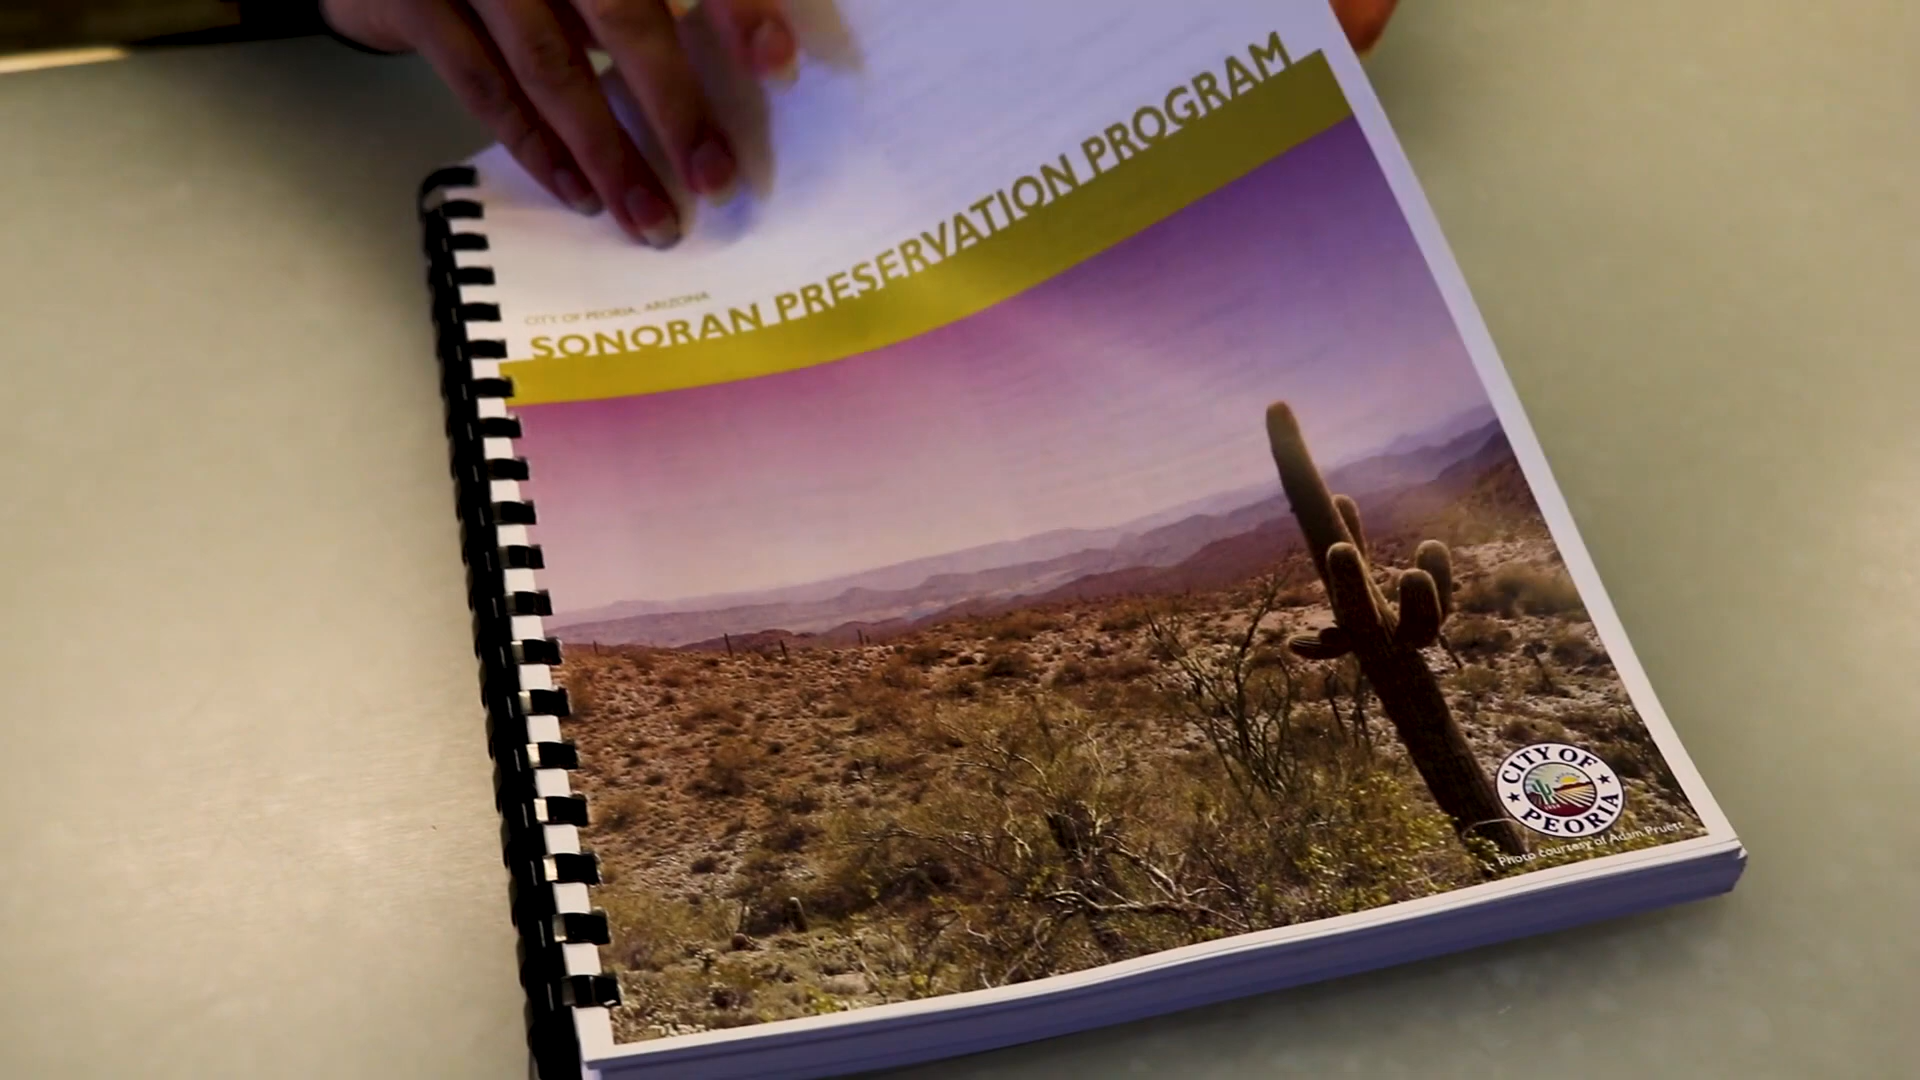 CITY OF PEORIA, ARIZONA
SONORAN PRESERVATION PROGRAM
CITY OF
PEORIA
Photo courtesy of Adam Pruett